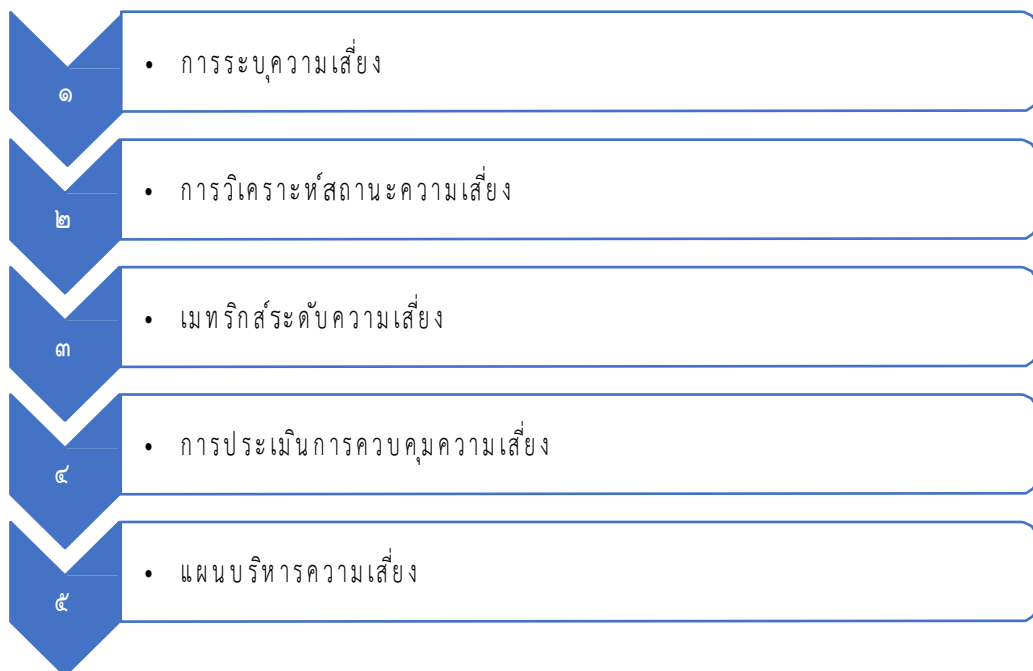 ๑
• การระบุความเสี่ยง
๒
• การวิเคราะห์สถานะความเสี่ยง
๓
• เมทริกส์ระดับความเสี่ยง
๔
• การประเมินการควบคุมความเสี่ยง
๕
• แผนบริหารความเสี่ยง